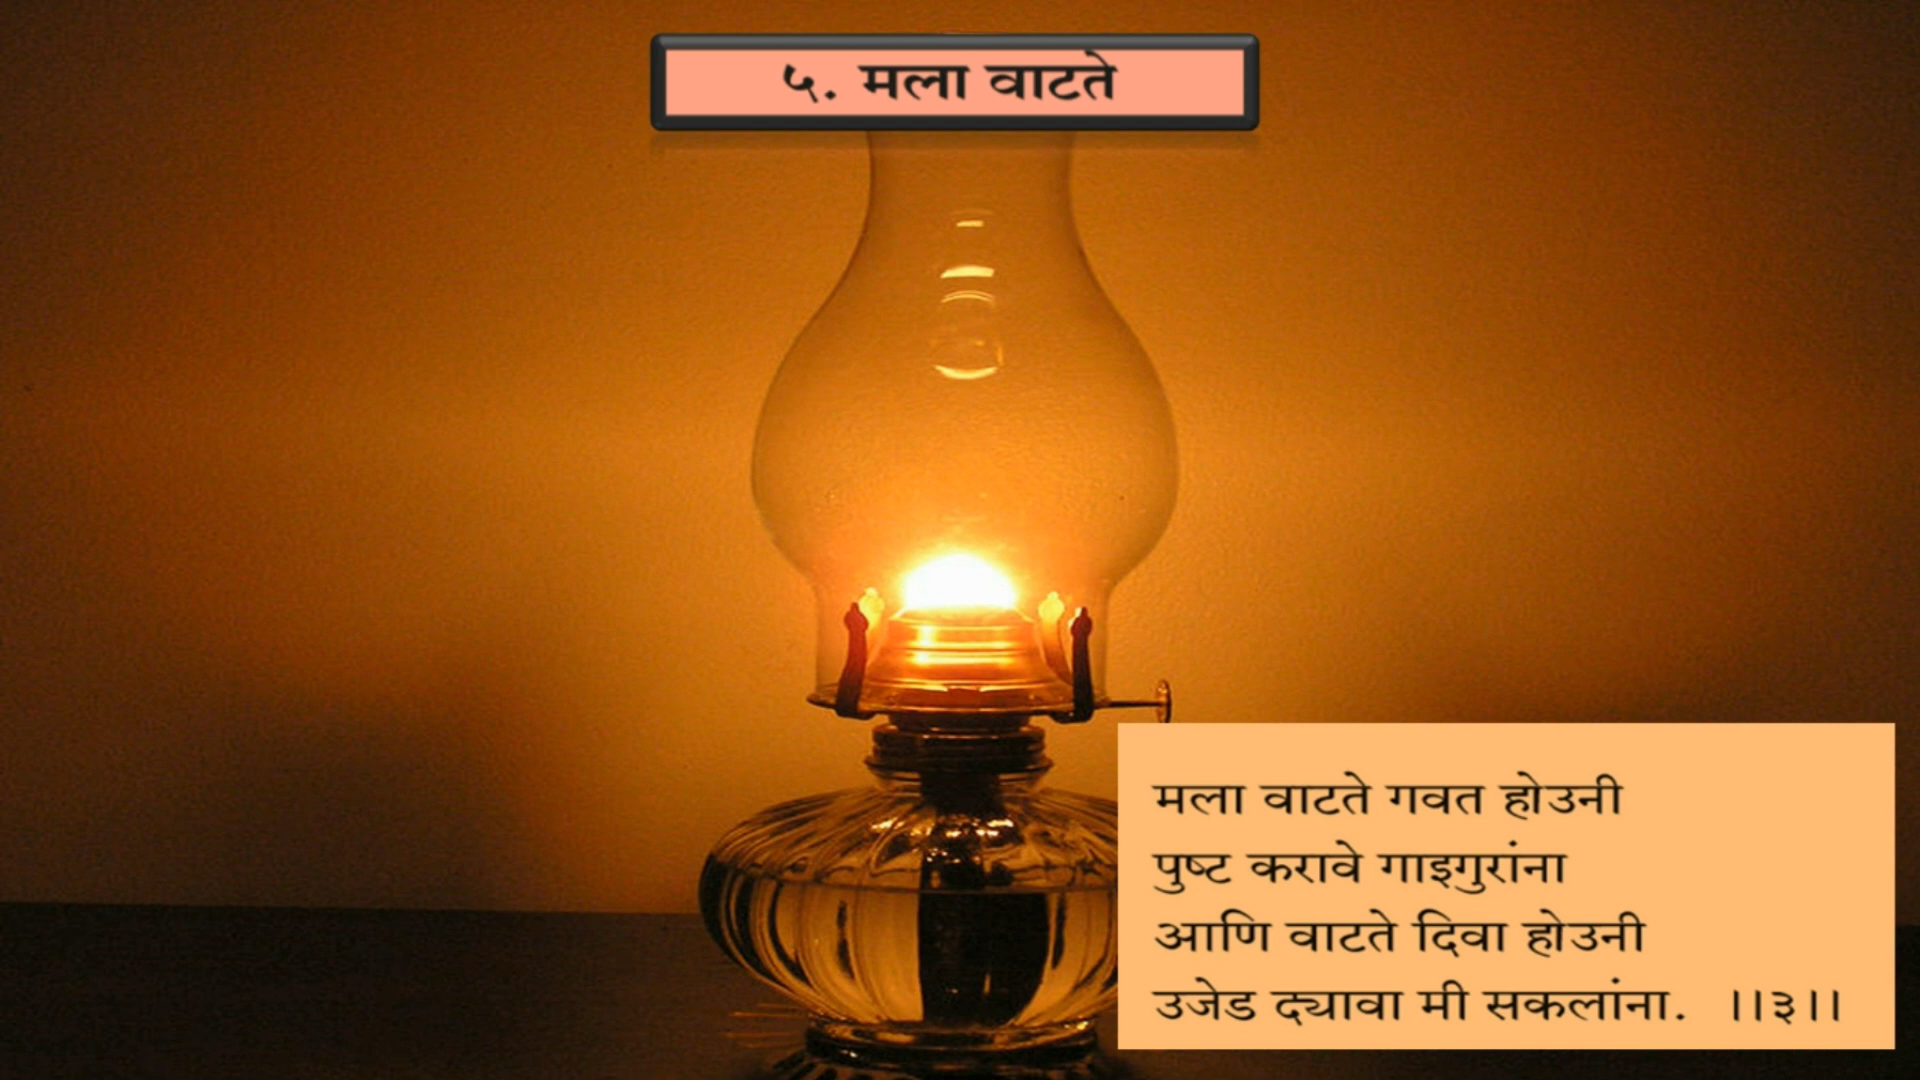 ५. मला वाटते
मला वाटते गवत होउनी
पुष्ट करावे गाइगुरांना
आणि वाटते दिवा होउनी
उजेड द्यावा मी सकलांना. ।।३।।